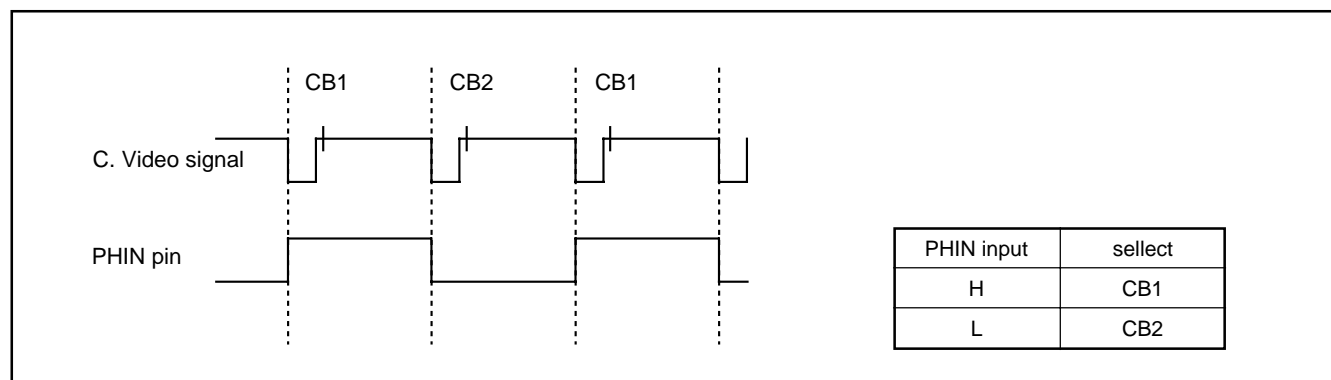 CB1 CB2 CB1
C. Video signal
PHIN pin
PHIN input sellect
H CB1
L CB2